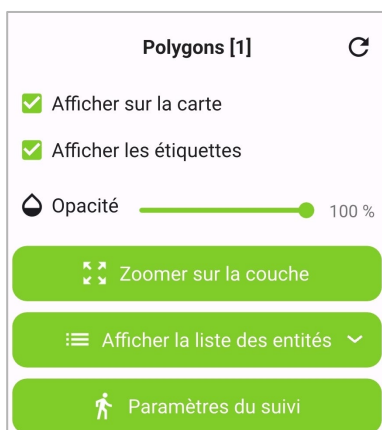 Polygons [1]
Afficher sur la carte
Afficher les étiquettes
Opacité 100 %
Zoomer sur la couche
Afficher la liste des entités
Paramètres du suivi